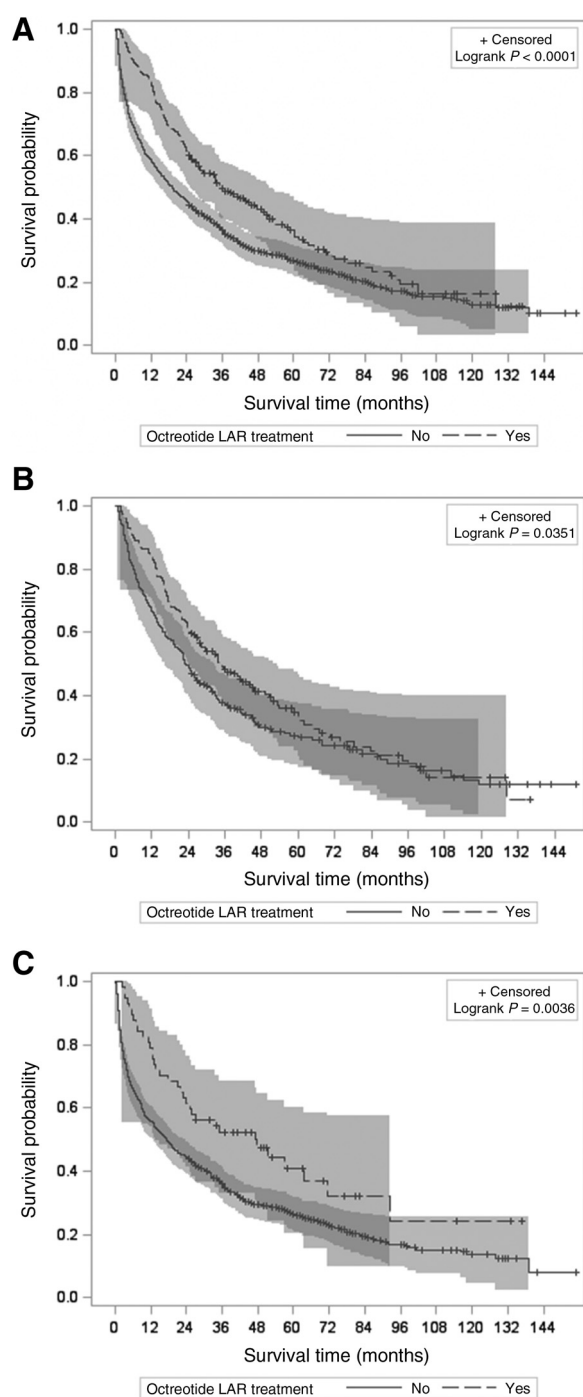 A
+ Censored
Logrank P < 0.0001
1.0
0.8
0.6
0.4
0.2
0.0
Survival probability
0 12 24 36 48 60 72 84 96 108 120 132 144
Survival time (months)
Octreotide LAR treatment No Yes
B
+ Censored
Logrank P = 0.0351
1.0
0.8
0.6
0.4
0.2
0.0
Survival probability
0 12 24 36 48 60 72 84 96 108 120 132 144
Survival time (months)
Octreotide LAR treatment No Yes
C
+ Censored
Logrank P = 0.0036
1.0
0.8
0.6
0.4
0.2
0.0
Survival probability
0 12 24 36 48 60 72 84 96 108 120 132 144
Survival time (months)
Octreotide LAR treatment No Yes